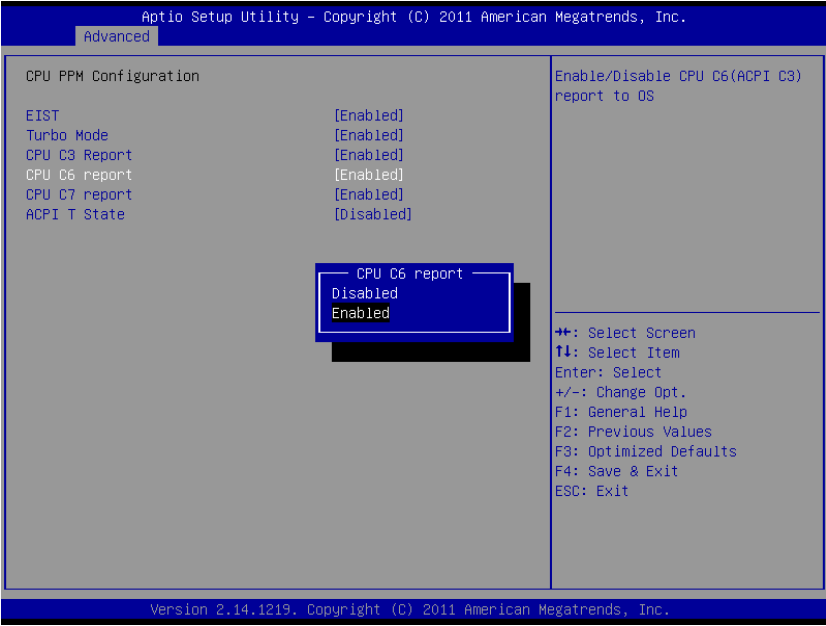 Aptio Setup Utility – Copyright (C) 2011 American Megatrends, Inc.
Advanced
CPU PPM Configuration
EIST [Enabled]
Turbo Mode [Enabled]
CPU C3 Report [Enabled]
CPU C6 report [Enabled]
CPU C7 report [Enabled]
ACPI T State [Disabled]
CPU C6 report
Disabled
Enabled
Enable/Disable CPU C6(ACPI C3)
report to OS
→←: Select Screen
↑↓: Select Item
Enter: Select
+/-: Change Opt.
F1: General Help
F2: Previous Values
F3: Optimized Defaults
F4: Save & Exit
ESC: Exit
Version 2.14.1219. Copyright (C) 2011 American Megatrends, Inc.